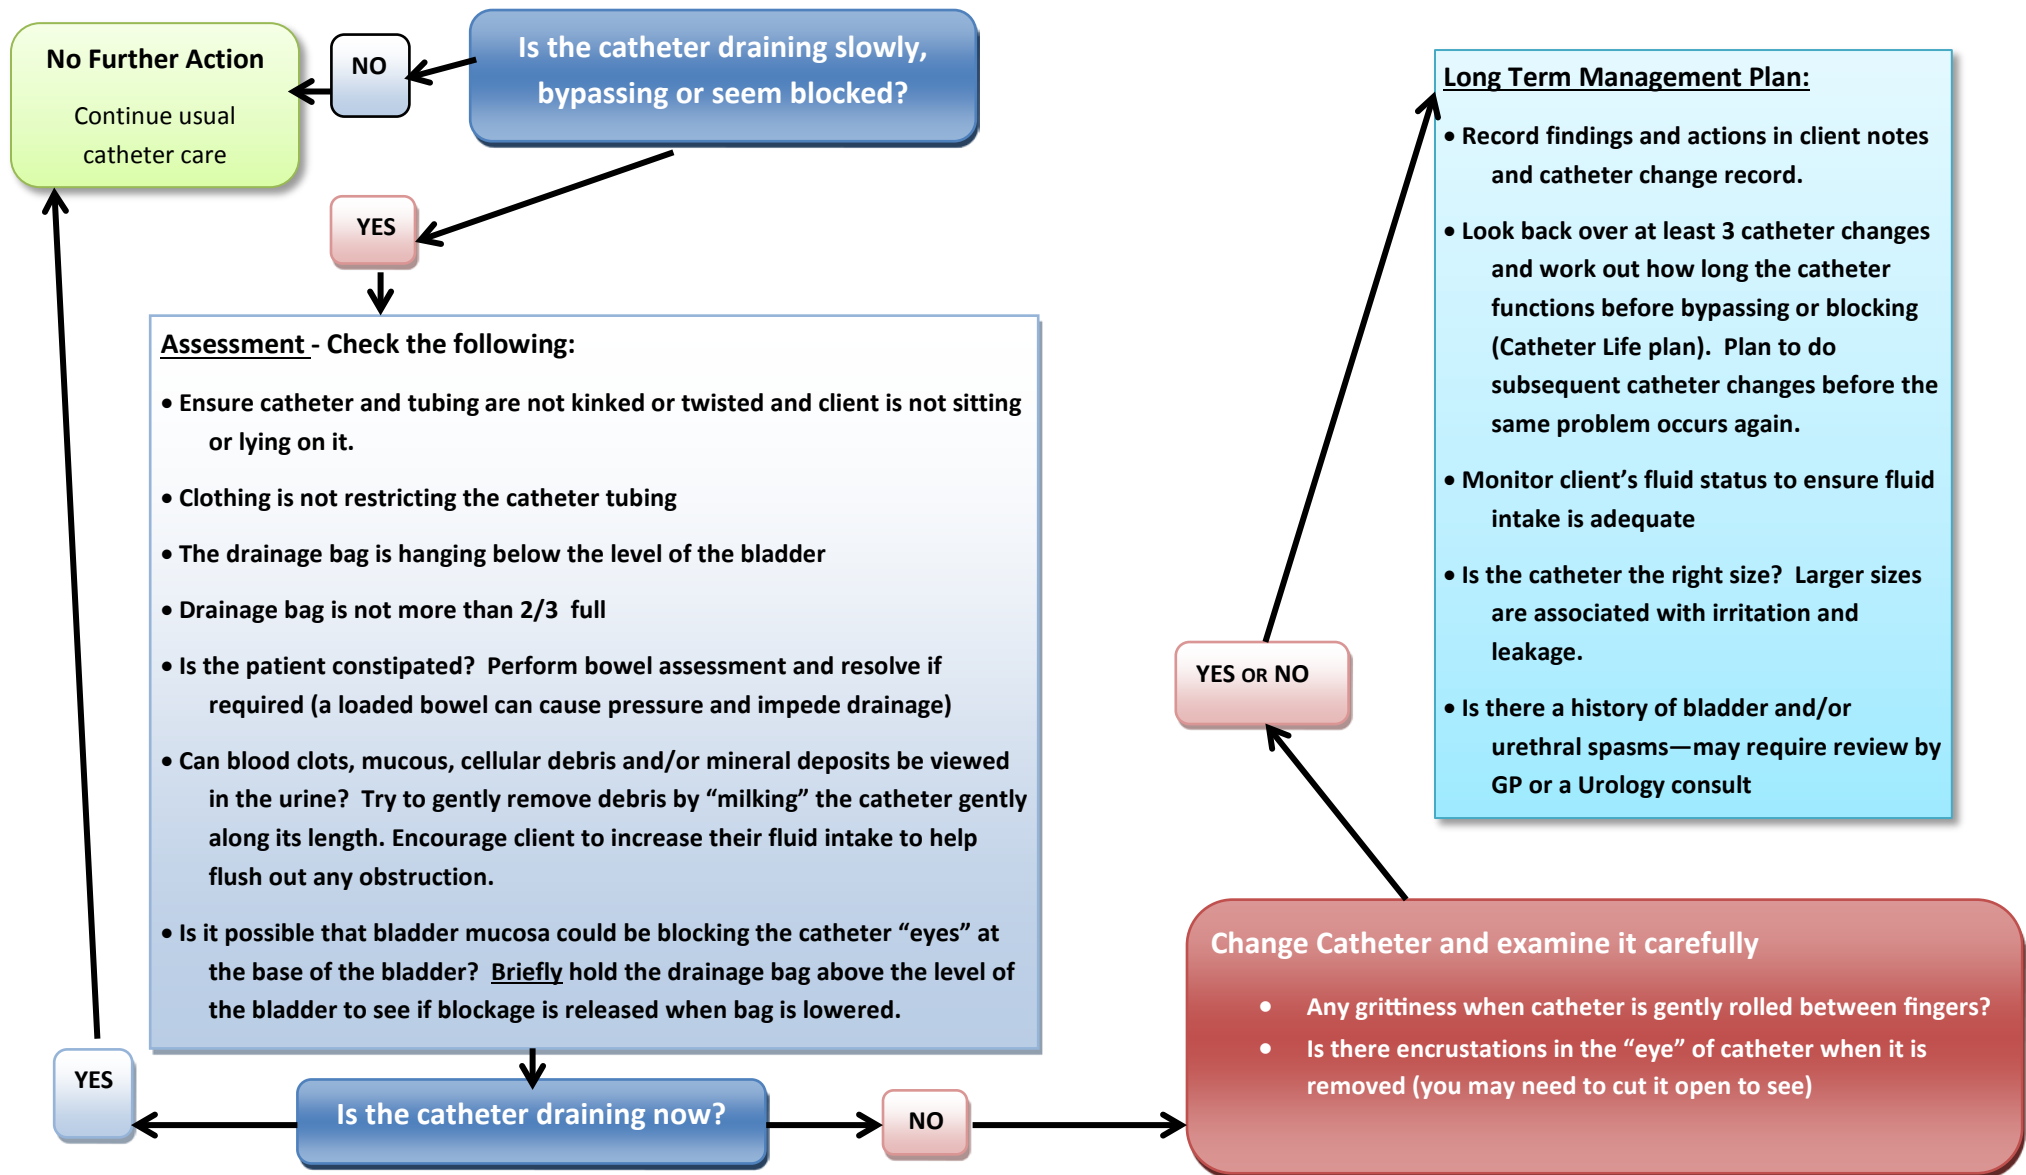 No Further Action
Continue usual
catheter care
NO
Is the catheter draining slowly,
bypassing or seem blocked?
YES
Assessment - Check the following:
• Ensure catheter and tubing are not kinked or twisted and client is not sitting
or lying on it.
• Clothing is not restricting the catheter tubing
• The drainage bag is hanging below the level of the bladder
• Drainage bag is not more than 2/3 full
• Is the patient constipated? Perform bowel assessment and resolve if
required (a loaded bowel can cause pressure and impede drainage)
• Can blood clots, mucous, cellular debris and/or mineral deposits be viewed
in the urine? Try to gently remove debris by “milking” the catheter gently
along its length. Encourage client to increase their fluid intake to help
flush out any obstruction.
• Is it possible that bladder mucosa could be blocking the catheter “eyes” at
the base of the bladder? Briefly hold the drainage bag above the level of
the bladder to see if blockage is released when bag is lowered.
Is the catheter draining now?
YES
NO
Change Catheter and examine it carefully
• Any grittiness when catheter is gently rolled between fingers?
• Is there encrustations in the “eye” of catheter when it is
removed (you may need to cut it open to see)
YES OR NO
Long Term Management Plan:
• Record findings and actions in client notes
and catheter change record.
• Look back over at least 3 catheter changes
and work out how long the catheter
functions before bypassing or blocking
(Catheter Life plan). Plan to do
subsequent catheter changes before the
same problem occurs again.
• Monitor client’s fluid status to ensure fluid
intake is adequate
• Is the catheter the right size? Larger sizes
are associated with irritation and
leakage.
• Is there a history of bladder and/or
urethral spasms—may require review by
GP or a Urology consult